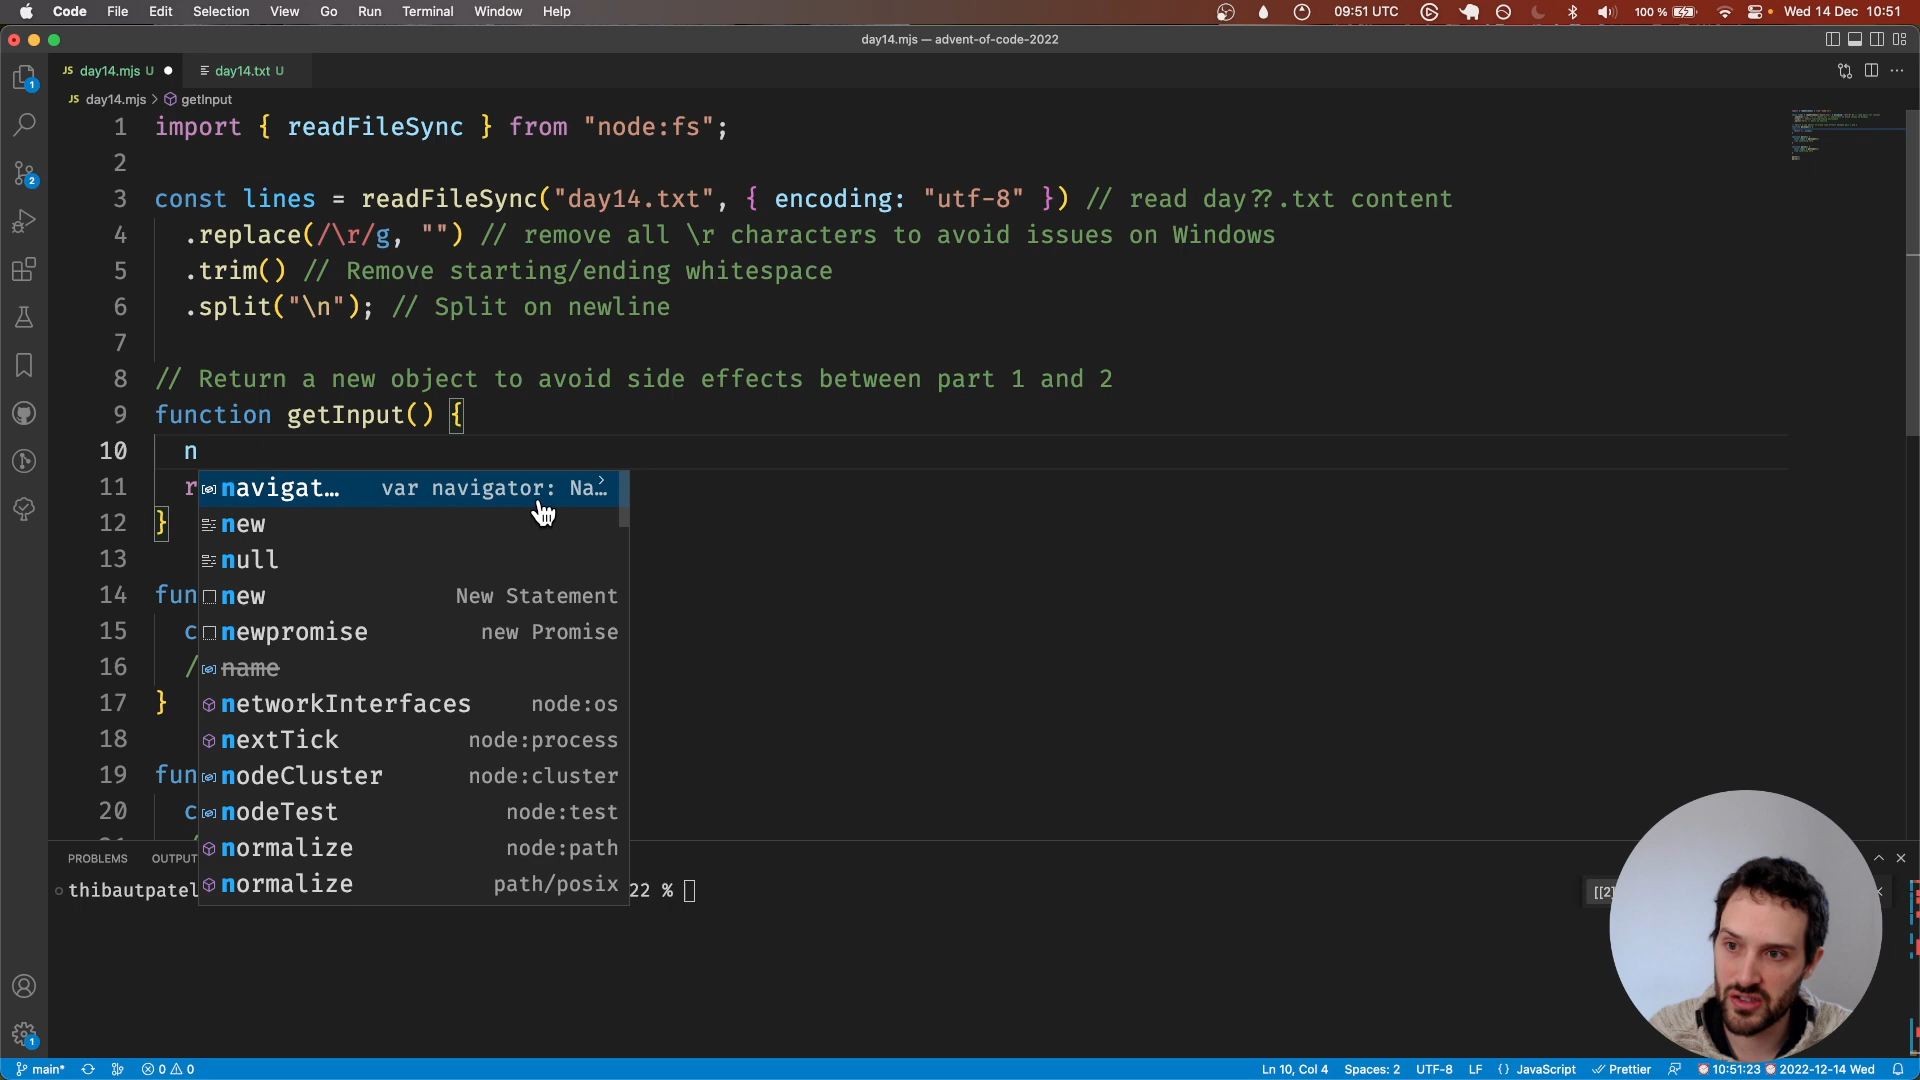 Code File Edit Selection View Go Run Terminal Window Help 09:51 UTC 100 % Wed 14 Dec 10:51
day14.mjs — advent-of-code-2022
JS day14.mjs U day14.txt U
JS day14.mjs > getInput
1 import { readFileSync } from "node:fs";
2
3 const lines = readFileSync("day14.txt", { encoding: "utf-8" }) // read day??.txt content
4 .replace(/\r/g, "") // remove all \r characters to avoid issues on Windows
5 .trim() // Remove starting/ending whitespace
6 .split("\n"); // Split on newline
7
8 // Return a new object to avoid side effects between part 1 and 2
9 function getInput() {
10 n
11 r navigat… var navigator: Na…
12 } new
13 null
14 fun new New Statement
15 c newpromise new Promise
16 / name
17 } networkInterfaces node:os
18 nextTick node:process
19 fun nodeCluster node:cluster
20 c nodeTest node:test
normalize node:path
PROBLEMS OUTPUT
normalize path/posix
thibautpatel 22 % [[2]
main* 0 0 Ln 10, Col 4 Spaces: 2 UTF-8 LF {} JavaScript Prettier 10:51:23 2022-12-14 Wed